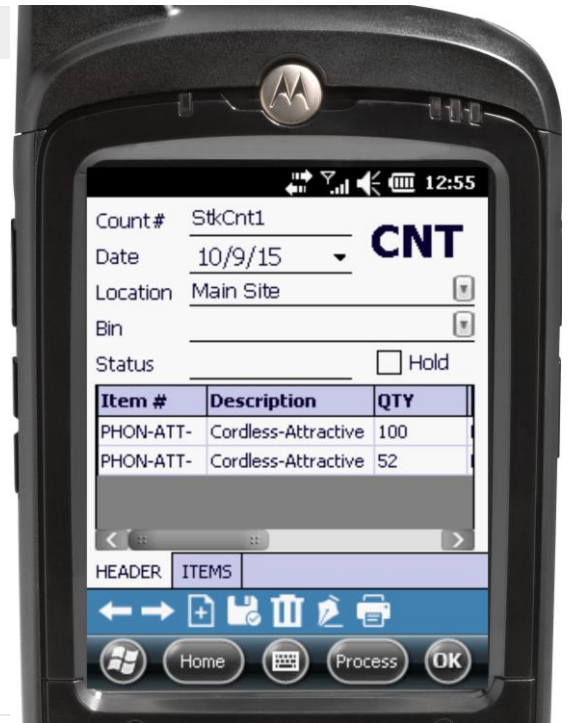 12:55
Count# StkCnt1
CNT
Date 10/9/15
Location Main Site
Bin
Status Hold
Item # Description QTY
PHON-ATT- Cordless-Attractive 100
PHON-ATT- Cordless-Attractive 52
HEADER ITEMS
Home Process OK